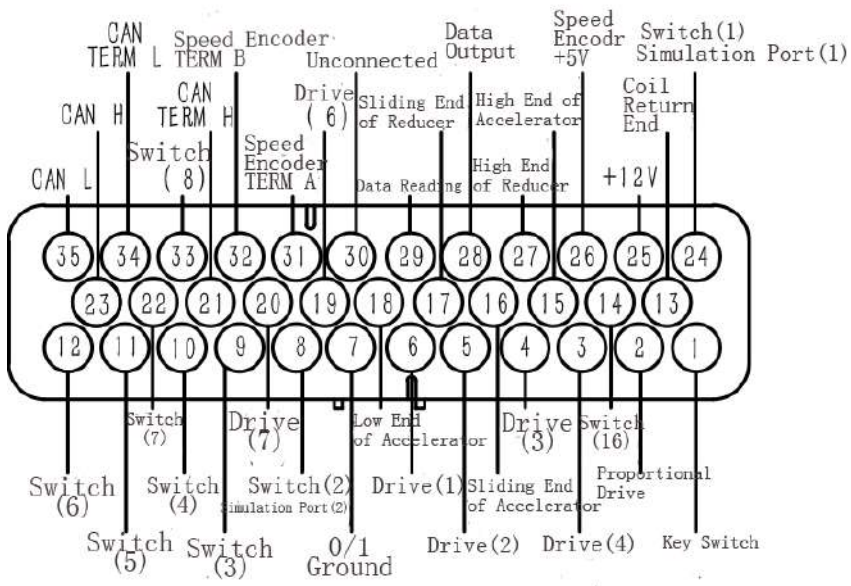 CAN
TERM L
Speed Encoder
TERM B
Unconnected
Data
Output
Speed
Encodr
+5V
Switch(1)
Simulation Port(1)
CAN H
CAN
TERM H
Drive
(6)
Sliding End
of Reducer
High End of
Accelerator
Coil
Return
End
CAN L
Switch
(8)
Speed
Encoder
TERM A
Data Reading
High End
of Reducer
+12V
35 34 33 32 31 30 29 28 27 26 25 24
23 22 21 20 19 18 17 16 15 14 13
12 11 10 9 8 7 6 5 4 3 2 1
Switch
(7)
Drive
(7)
Low End
of Accelerator
Drive
(3)
Switch
(16)
Switch
(6)
Switch
(4)
Switch(2)
Simulation Port(2)
Drive(1)
Sliding End
of Accelerator
Proportional
Drive
Switch
(5)
Switch
(3)
0/1
Ground
Drive(2)
Drive(4)
Key Switch